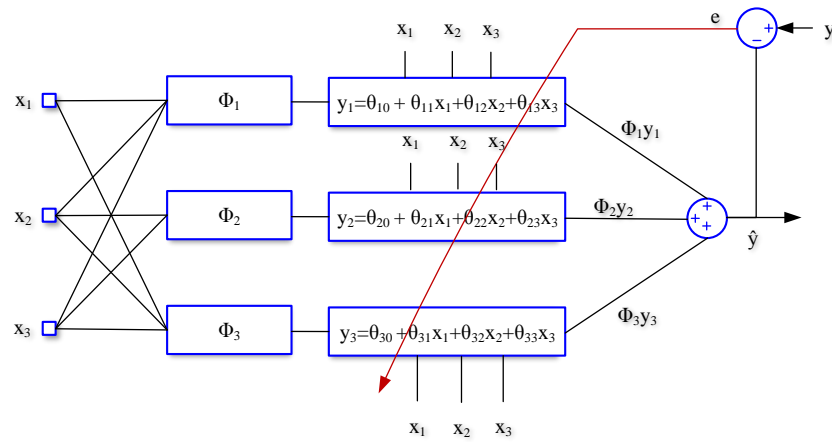 x₁ x₂ x₃ e + − y
x₁ Φ₁ y₁=θ₁₀ + θ₁₁x₁+θ₁₂x₂+θ₁₃x₃
Φ₁y₁
x₁ x₂ x₃
x₂ Φ₂ y₂=θ₂₀ + θ₂₁x₁+θ₂₂x₂+θ₂₃x₃ Φ₂y₂ + + +
ŷ
x₃ Φ₃ y₃=θ₃₀ +θ₃₁x₁+θ₃₂x₂+θ₃₃x₃
Φ₃y₃
x₁ x₂ x₃